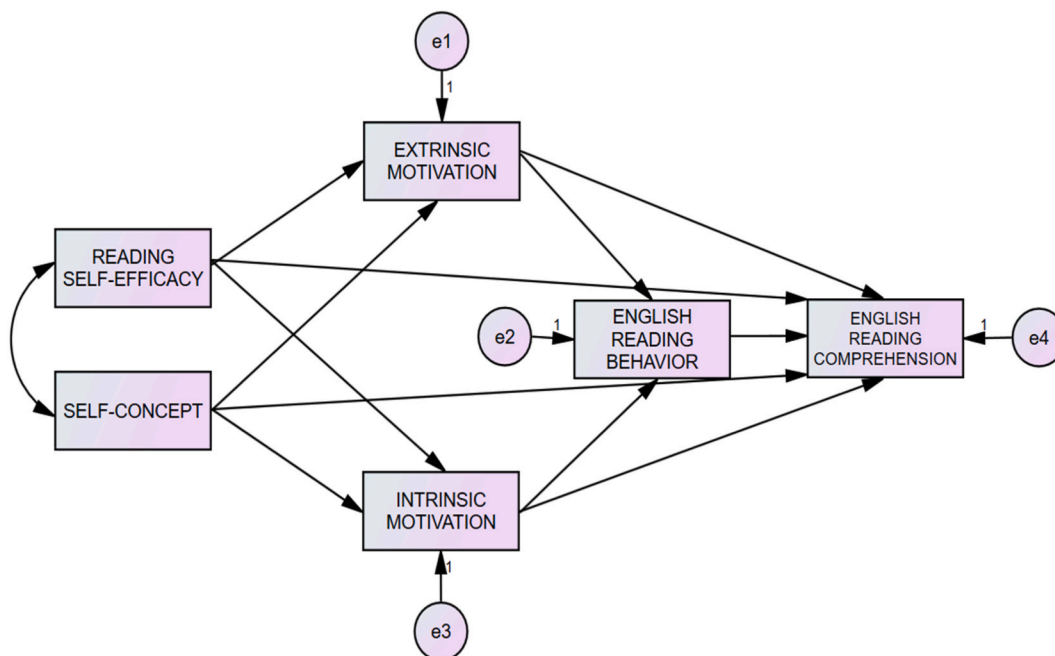 e1
1
EXTRINSIC
MOTIVATION
READING
SELF-EFFICACY
e2
1
ENGLISH
READING
BEHAVIOR
ENGLISH
READING
COMPREHENSION
1
e4
SELF-CONCEPT
INTRINSIC
MOTIVATION
1
e3